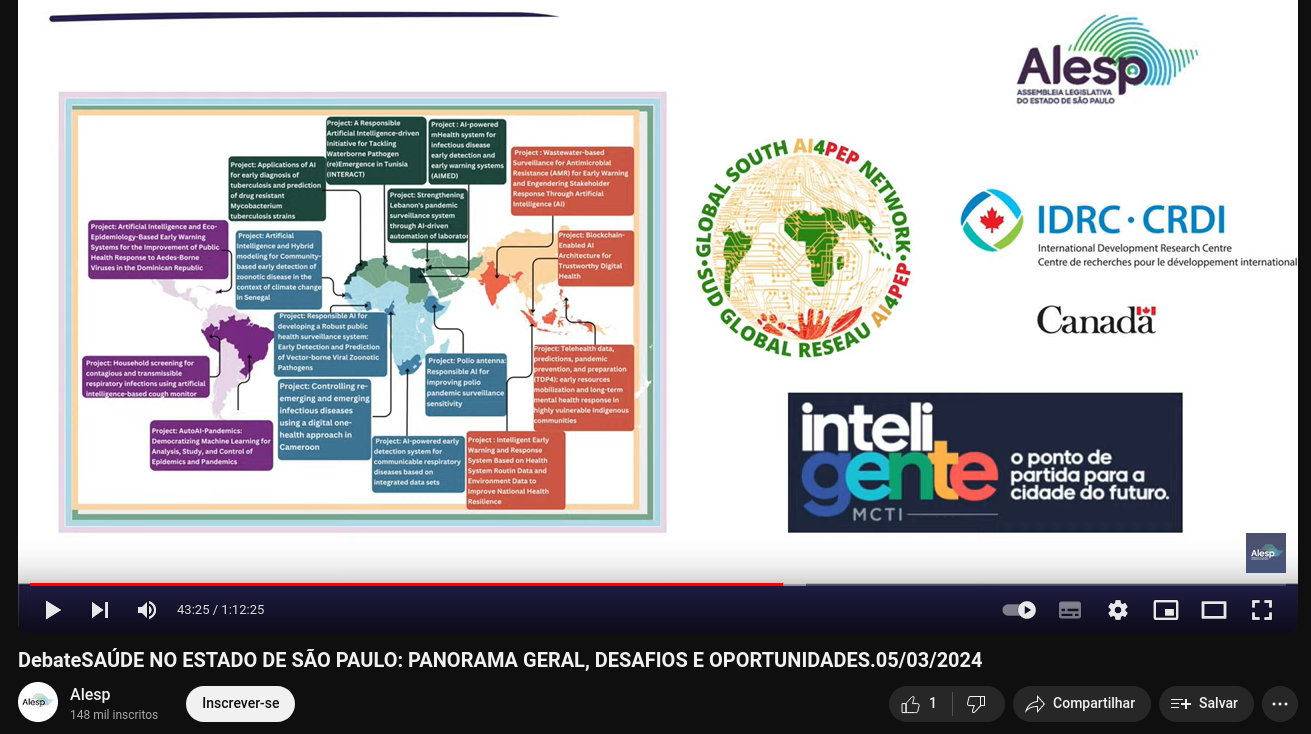 Alesp
ASSEMBLEIA LEGISLATIVA
DO ESTADO DE SÃO PAULO
Project: A Responsible
Artificial Intelligence-driven
Initiative for Tackling
Waterborne Pathogen
(re)Emergence in Tunisia
(INTERACT)
Project : AI-powered
mHealth system for
infectious disease
early detection and
early warning systems
(AIMED)
Project : Wastewater-based
Surveillance for Antimicrobial
Resistance (AMR) for Early Warning
and Engendering Stakeholder
Response Through Artificial
Intelligence (AI)
Project: Applications of AI
for early diagnosis of
tuberculosis and prediction
of drug resistant
Mycobacterium
tuberculosis strains
Project: Strengthening
Lebanon's pandemic
surveillance system
through AI-driven
automation of laborator
Project: Artificial Intelligence and Eco-
Epidemiology-Based Early Warning
Systems for the Improvement of Public
Health Response to Aedes-Borne
Viruses in the Dominican Republic
Project: Artificial
Intelligence and Hybrid
modeling for Community-
based early detection of
zoonotic disease in the
context of climate change
in Senegal
Project: Blockchain-
Enabled AI
Architecture for
Trustworthy Digital
Health
Project: Responsible AI for
developing a Robust public
health surveillance system:
Early Detection and Prediction
of Vector-borne Viral Zoonotic
Pathogens
Project: Household screening for
contagious and transmissible
respiratory infections using artificial
intelligence-based cough monitor
Project: Polio antenna:
Responsible AI for
improving polio
pandemic surveillance
sensitivity
Project: Telehealth data,
predictions, pandemic
prevention, and preparation
(TDP4): early resources
mobilization and long-term
mental health response in
highly vulnerable Indigenous
communities
Project: Controlling re-
emerging and emerging
infectious diseases
using a digital one-
health approach in
Cameroon
Project: AutoAI-Pandemics:
Democratizing Machine Learning for
Analysis, Study, and Control of
Epidemics and Pandemics
Project: AI-powered early
detection system for
communicable respiratory
diseases based on
integrated data sets
Project : Intelligent Early
Warning and Response
System Based on Health
System Routin Data and
Environment Data to
Improve National Health
Resilience
GLOBAL SOUTH AI4PEP NETWORK
SUD GLOBAL RESEAU AI4PEP
IDRC · CRDI
International Development Research Centre
Centre de recherches pour le développement international
Canada
inteli
gente
MCTI
o ponto de
partida para a
cidade do futuro.
Alesp
43:25 / 1:12:25
DebateSAÚDE NO ESTADO DE SÃO PAULO: PANORAMA GERAL, DESAFIOS E OPORTUNIDADES.05/03/2024
Alesp
Alesp
148 mil inscritos
Inscrever-se
1
Compartilhar
Salvar